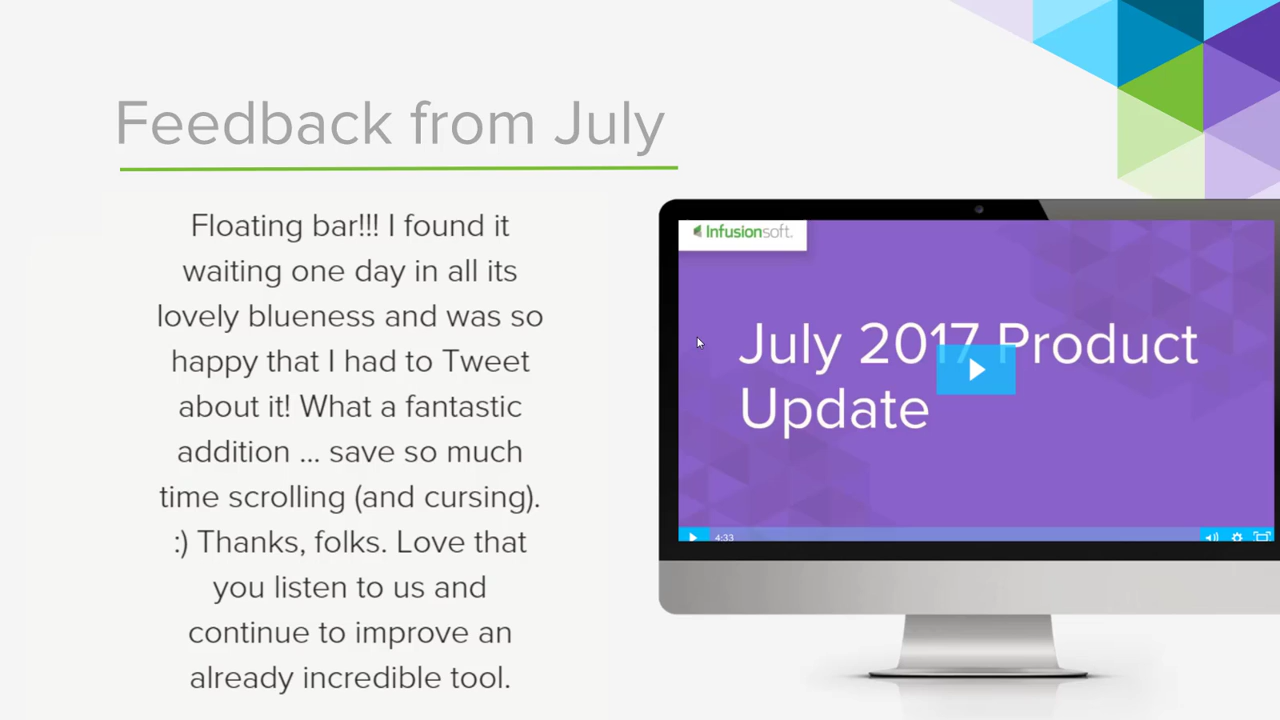 Feedback from July
Floating bar!!! I found it
waiting one day in all its
lovely blueness and was so
happy that I had to Tweet
about it! What a fantastic
addition ... save so much
time scrolling (and cursing).
:) Thanks, folks. Love that
you listen to us and
continue to improve an
already incredible tool.
Infusionsoft.
July 2017 Product
Update
4:33